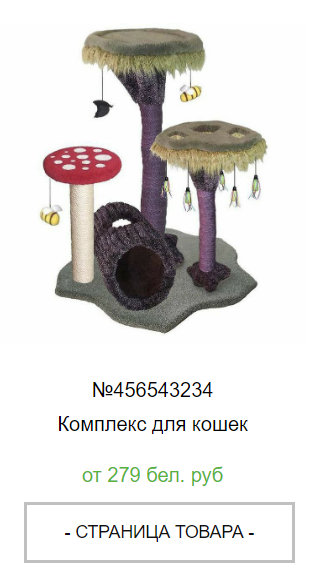 №456543234
Комплекс для кошек
от 279 бел. руб
- СТРАНИЦА ТОВАРА -